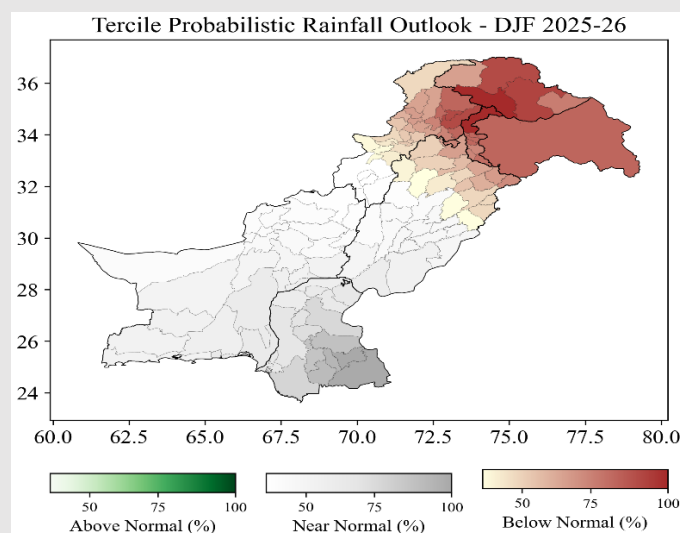 Tercile Probabilistic Rainfall Outlook - DJF 2025-26
36
34
32
30
28
26
24
60.0 62.5 65.0 67.5 70.0 72.5 75.0 77.5 80.0
50 75 100 50 75 100 50 75 100
Above Normal (%) Near Normal (%) Below Normal (%)